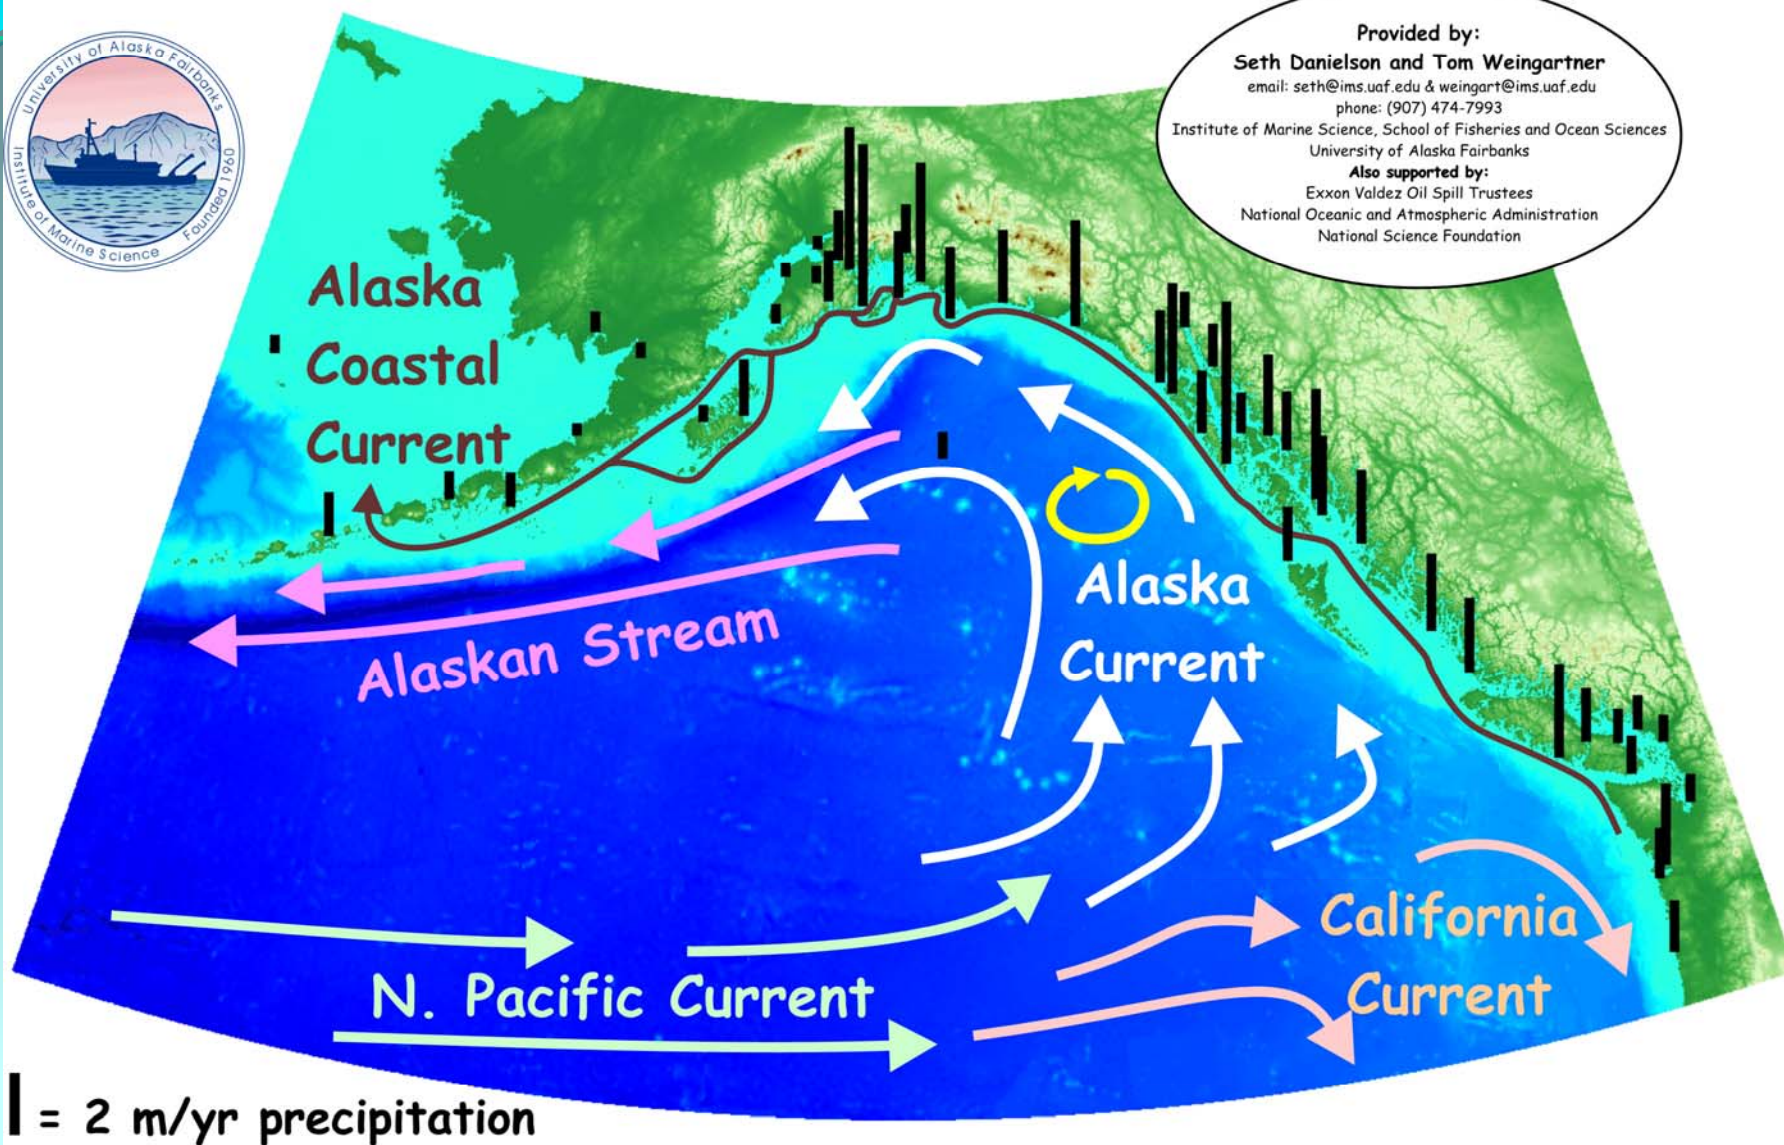 University of Alaska Fairbanks
Institute of Marine Science
Founded 1960
Provided by:
Seth Danielson and Tom Weingartner
email: seth@ims.uaf.edu & weingart@ims.uaf.edu
phone: (907) 474-7993
Institute of Marine Science, School of Fisheries and Ocean Sciences
University of Alaska Fairbanks
Also supported by:
Exxon Valdez Oil Spill Trustees
National Oceanic and Atmospheric Administration
National Science Foundation
Alaska
Coastal
Current
Alaskan Stream
Alaska
Current
N. Pacific Current
California
Current
= 2 m/yr precipitation